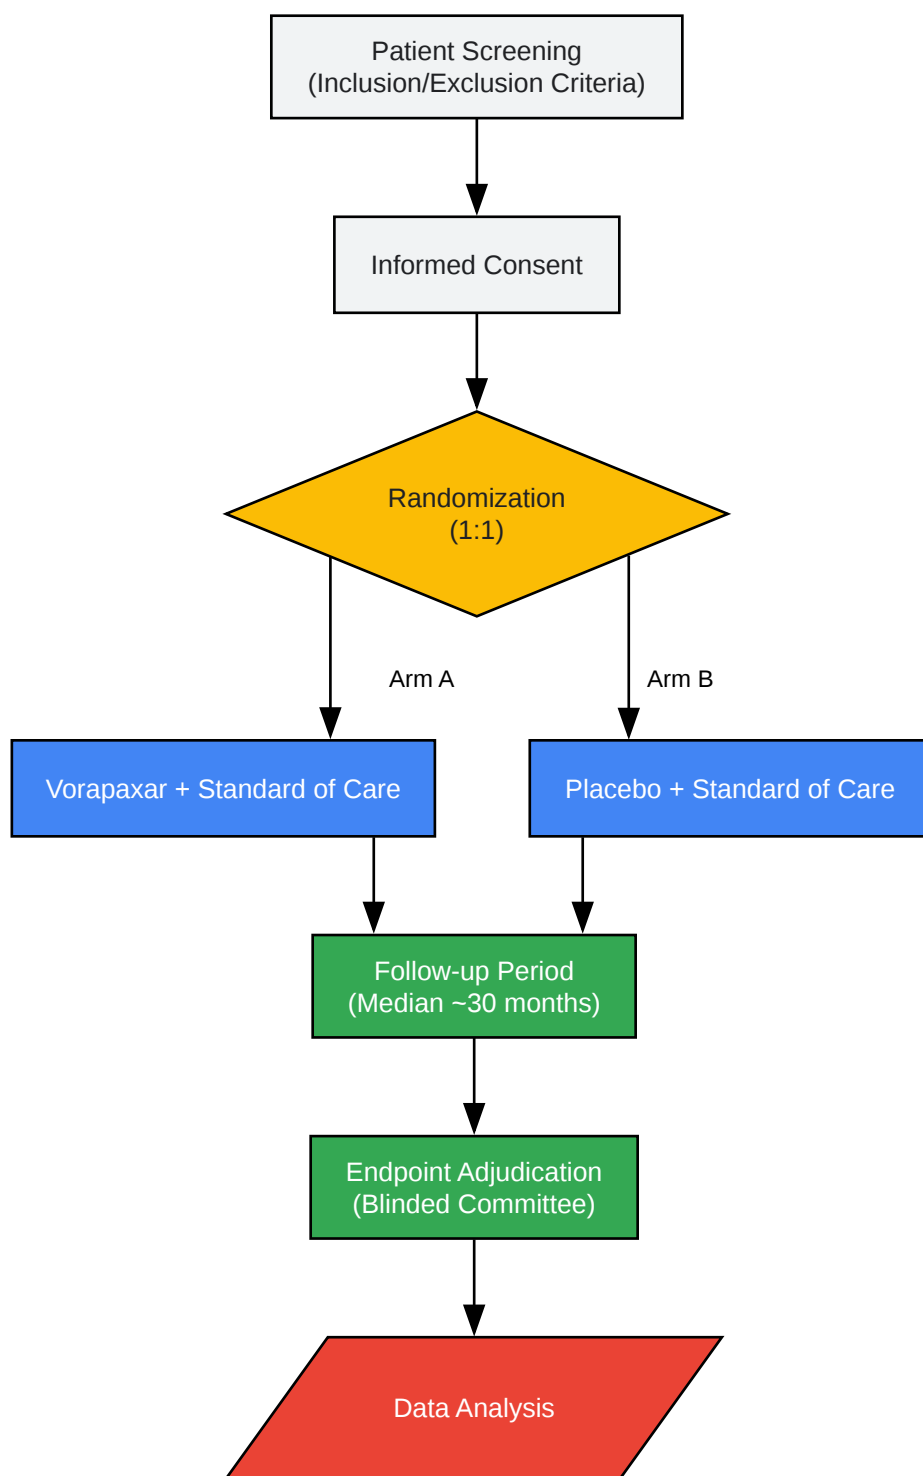 Patient Screening
(Inclusion/Exclusion Criteria)
Informed Consent
Randomization
(1:1)
Arm A
Arm B
Vorapaxar + Standard of Care
Placebo + Standard of Care
Follow-up Period
(Median ~30 months)
Endpoint Adjudication
(Blinded Committee)
Data Analysis